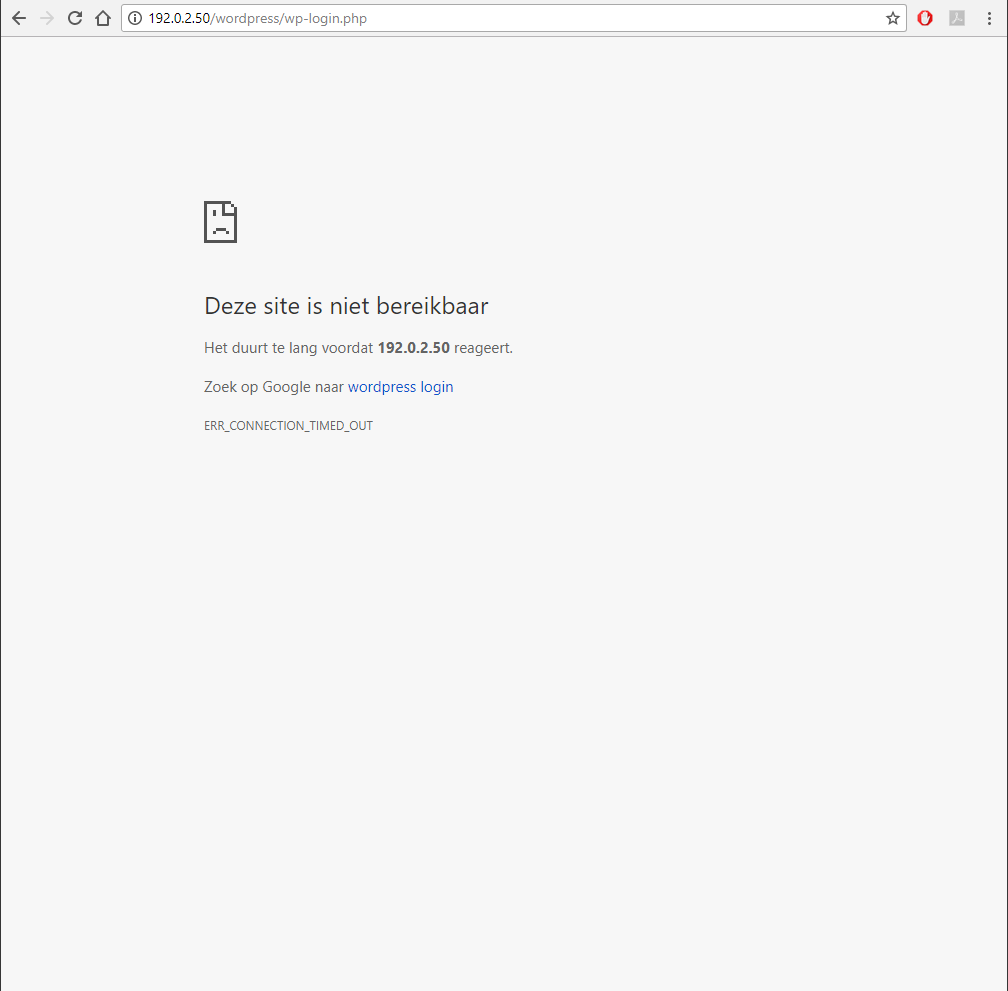 192.0.2.50/wordpress/wp-login.php
Deze site is niet bereikbaar
Het duurt te lang voordat 192.0.2.50 reageert.
Zoek op Google naar wordpress login
ERR_CONNECTION_TIMED_OUT